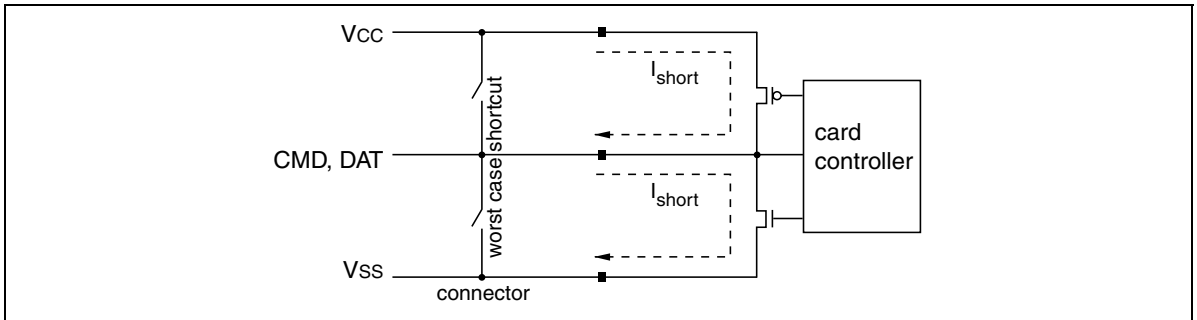 VCC
Ishort
worst case shortcut
card
controller
CMD, DAT
Ishort
VSS
connector